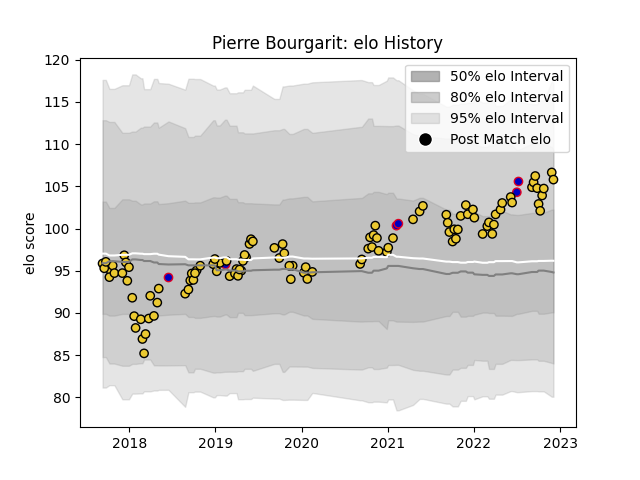 Pierre Bourgarit: elo History
50% elo Interval
80% elo Interval
95% elo Interval
Post Match elo
elo score
120
115
110
105
100
95
90
85
80
2018 2019 2020 2021 2022 2023